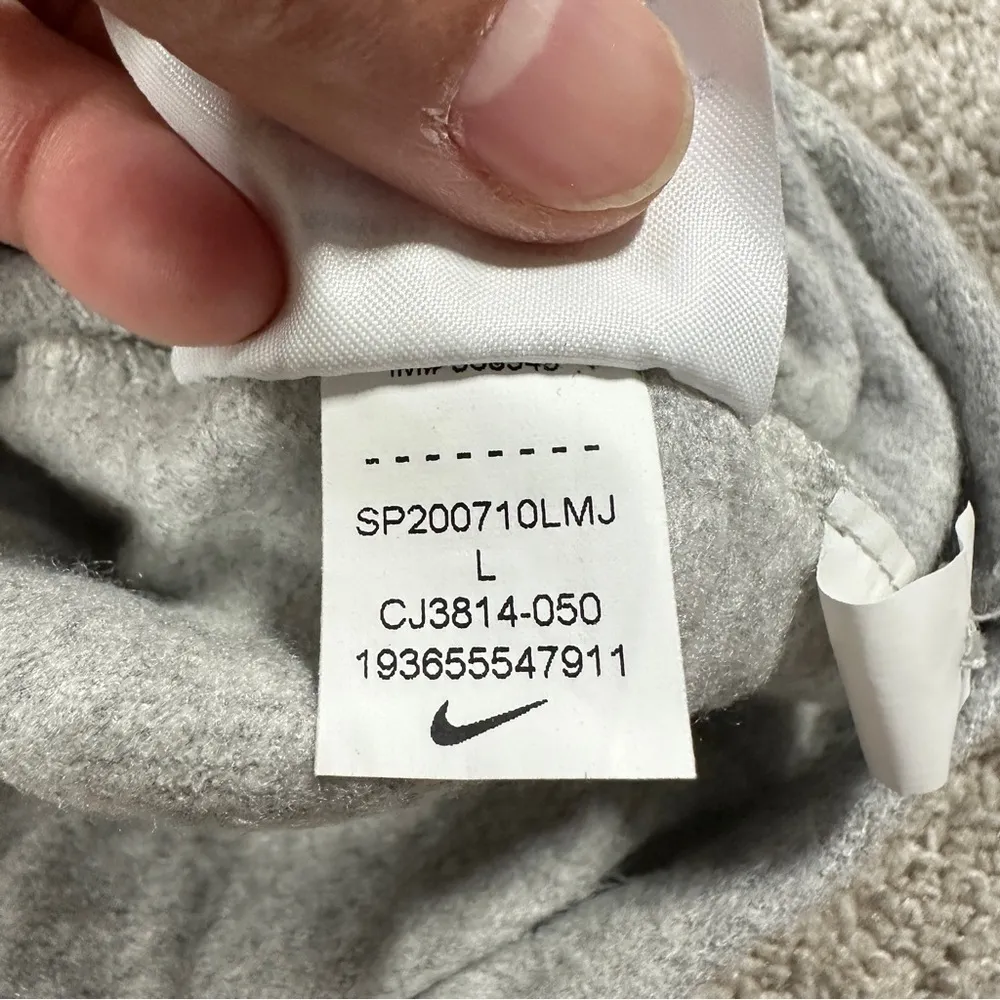 - - - - - - - -
SP200710LMJ
L
CJ3814-050
193655547911